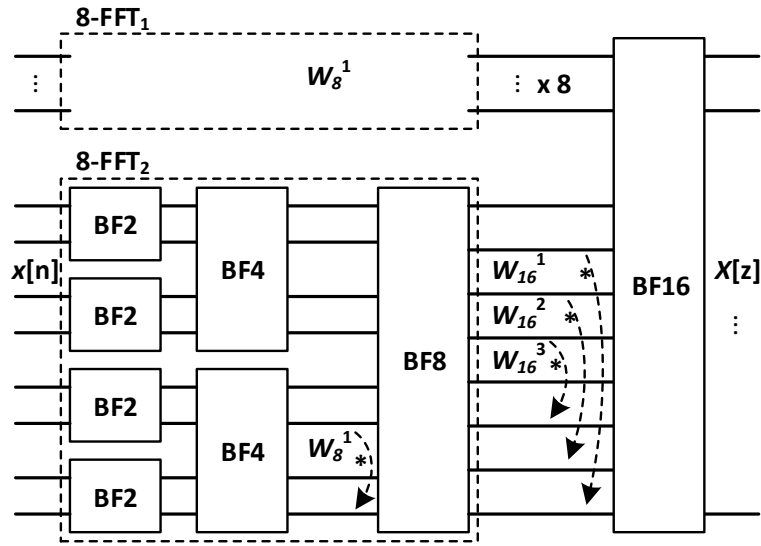 8-FFT₁
W₈¹
⋮
⋮ x 8
8-FFT₂
BF2
BF4
BF2
x[n]
BF2
BF4
W₈¹
*
BF2
BF8
W₁₆¹ *
W₁₆² *
W₁₆³ *
BF16
X[z]
⋮